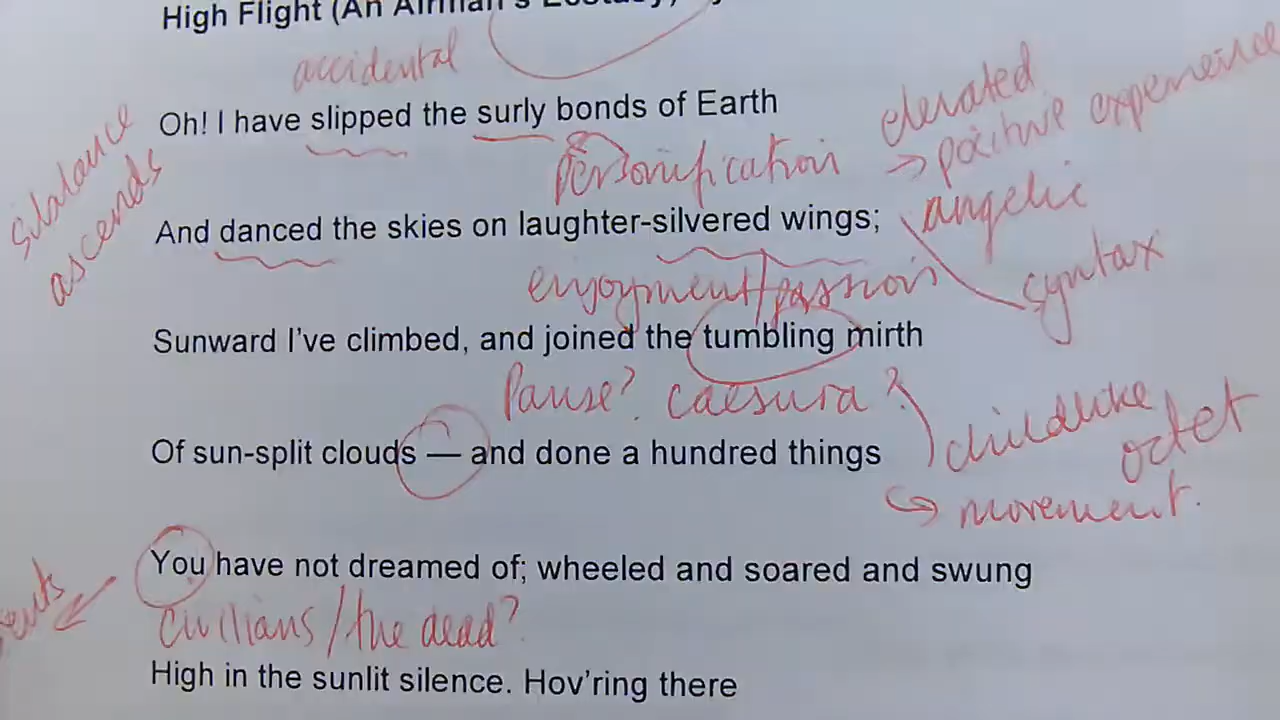 High Flight (An Airman's Ecstasy)
accidental
elevated
Oh! I have slipped the surly bonds of Earth
sibilance
ascends
Personification
→ positive experience
angelic
And danced the skies on laughter-silvered wings;
syntax
enjoyment/passion
Sunward I've climbed, and joined the tumbling mirth
Pause? caesura?
childlike
octet
Of sun-split clouds — and done a hundred things
↪ movement.
You have not dreamed of; wheeled and soared and swung
civilians / the dead?
High in the sunlit silence. Hov'ring there